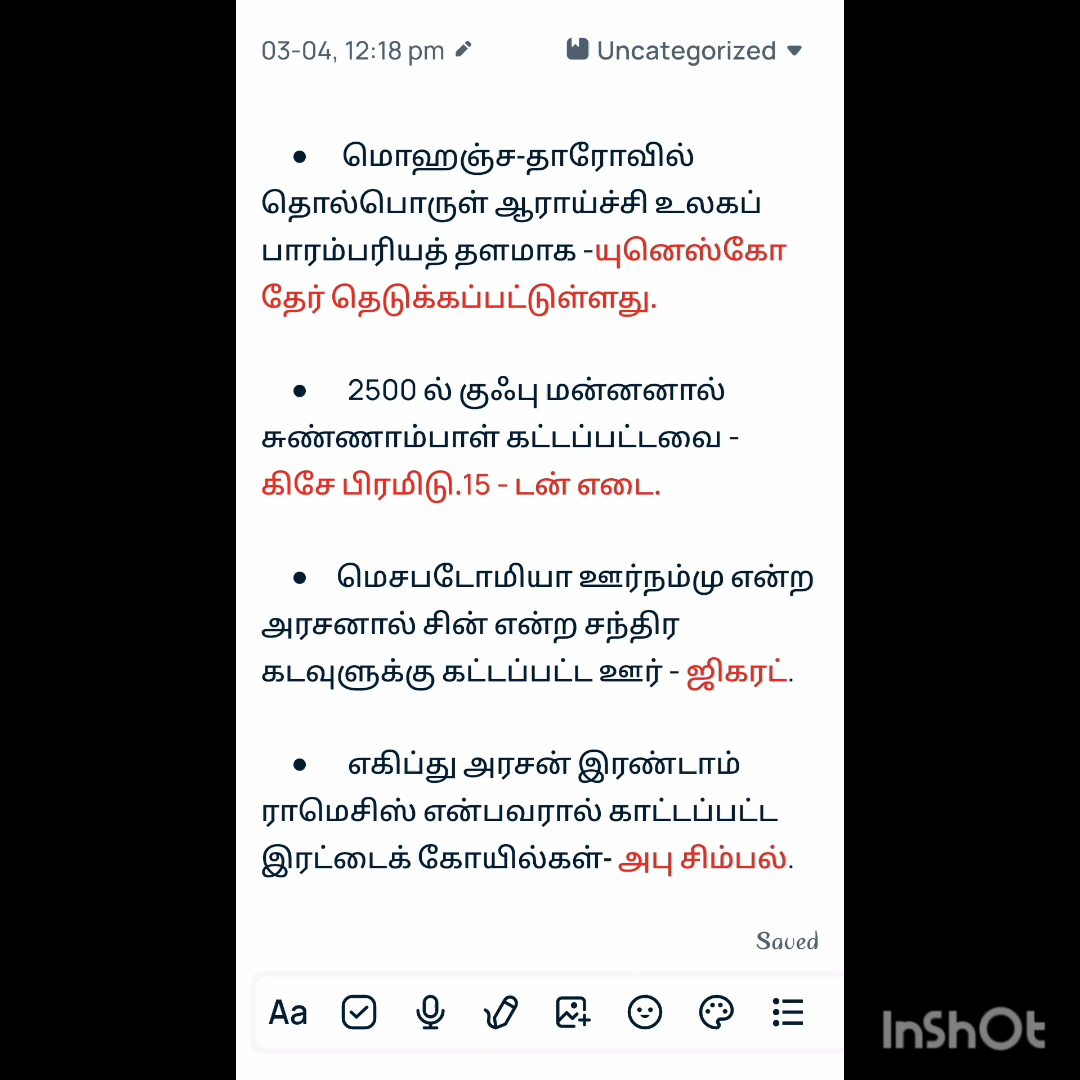 03-04, 12:18 pm Uncategorized
• மொஹஞ்ச-தாரோவில்
தொல்பொருள் ஆராய்ச்சி உலகப்
பாரம்பரியத் தளமாக -யுனெஸ்கோ
தேர் தெடுக்கப்பட்டுள்ளது.
• 2500 ல் குஃபு மன்னனால்
சுண்ணாம்பாள் கட்டப்பட்டவை -
கிசே பிரமிடு.15 - டன் எடை.
• மெசபடோமியா ஊர்நம்மு என்ற
அரசனால் சின் என்ற சந்திர
கடவுளுக்கு கட்டப்பட்ட ஊர் - ஜிகரட்.
• எகிப்து அரசன் இரண்டாம்
ராமெசிஸ் என்பவரால் காட்டப்பட்ட
இரட்டைக் கோயில்கள்- அபு சிம்பல்.
Saved
Aa
InShOt